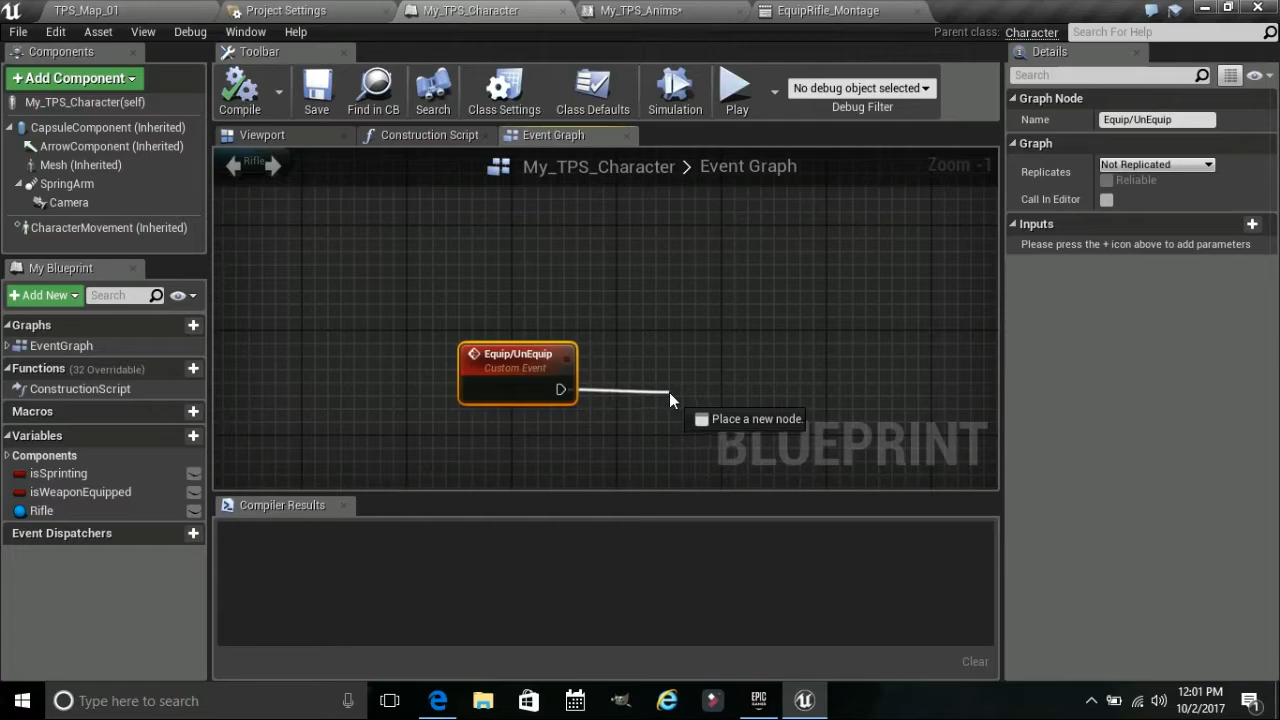 TPS_Map_01
Project Settings
My_TPS_Character
My_TPS_Anims*
EquipRifle_Montage
File Edit Asset View Debug Window Help
Parent class: Character
Search For Help
Components
+Add Component
My_TPS_Character(self)
CapsuleComponent (Inherited)
ArrowComponent (Inherited)
Mesh (Inherited)
SpringArm
Camera
CharacterMovement (Inherited)
My Blueprint
+Add New
Search
Graphs
EventGraph
Functions (32 Overridable)
ConstructionScript
Macros
Variables
Components
isSprinting
isWeaponEquipped
Rifle
Event Dispatchers
Toolbar
Compile
Save
Find in CB
Search
Class Settings
Class Defaults
Simulation
Play
No debug object selected
Debug Filter
Viewport
Construction Script
Event Graph
Rifle
My_TPS_Character > Event Graph
Zoom -1
Equip/UnEquip
Custom Event
Place a new node.
BLUEPRINT
Compiler Results
Clear
Details
Search
Graph Node
Name Equip/UnEquip
Graph
Replicates Not Replicated
Reliable
Call In Editor
Inputs
Please press the + icon above to add parameters
Type here to search
EPIC GAMES
12:01 PM
10/2/2017